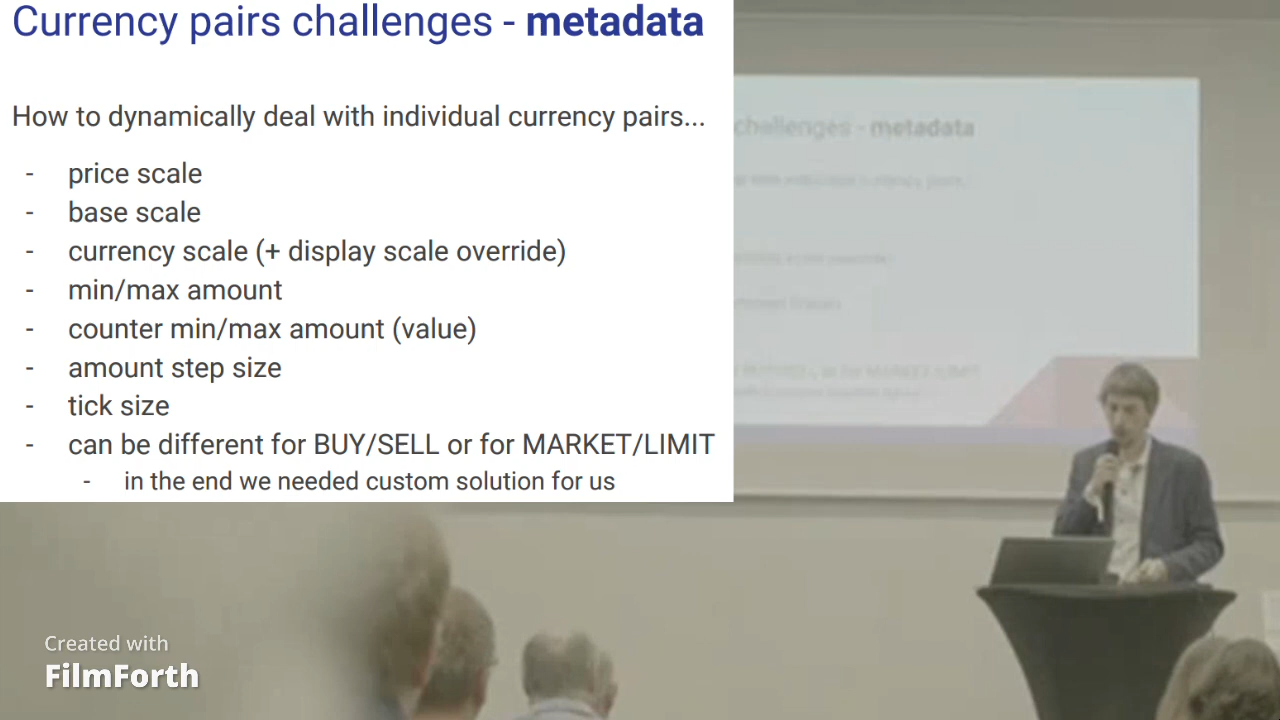 Currency pairs challenges - metadata
How to dynamically deal with individual currency pairs...
- price scale
- base scale
- currency scale (+ display scale override)
- min/max amount
- counter min/max amount (value)
- amount step size
- tick size
- can be different for BUY/SELL or for MARKET/LIMIT
- in the end we needed custom solution for us
challenges - metadata
Created with
FilmForth